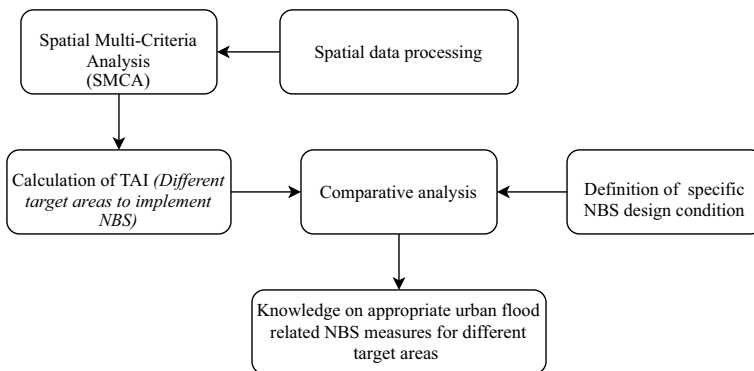 Spatial Multi-Criteria
Analysis
(SMCA)
Spatial data processing
Calculation of TAI (Different
target areas to implement
NBS)
Comparative analysis
Definition of specific
NBS design condition
Knowledge on appropriate urban flood
related NBS measures for different
target areas